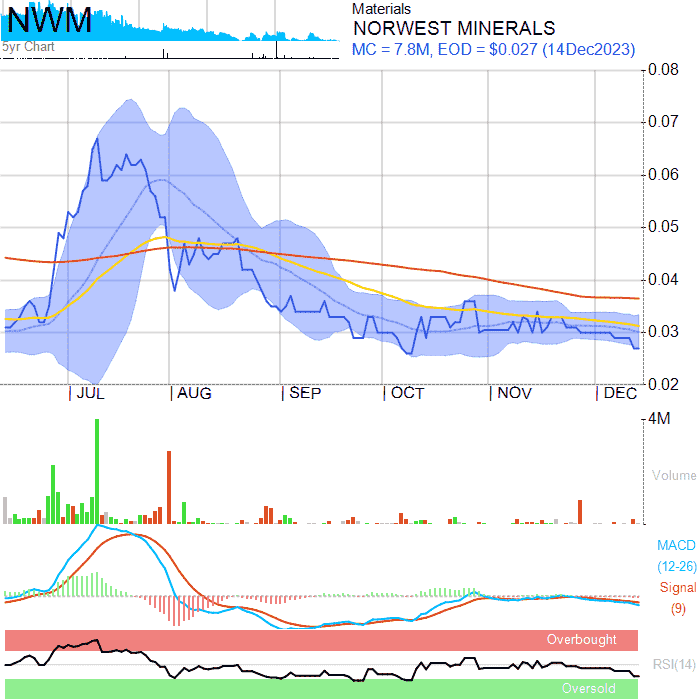 NWM
5yr Chart
Materials
NORWEST MINERALS
MC = 7.8M, EOD = $0.027 (14Dec2023)
0.08
0.07
0.06
0.05
0.04
0.03
0.02
JUL AUG SEP OCT NOV DEC
4M
Volume
MACD
(12-26)
Signal
(9)
Overbought
RSI(14)
Oversold